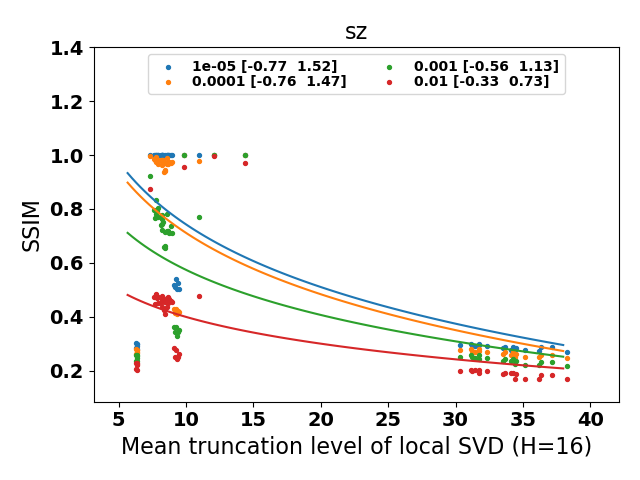 sz
1.4
1e-05 [-0.77  1.52]
0.0001 [-0.76  1.47]
0.001 [-0.56  1.13]
0.01 [-0.33  0.73]
1.2
1.0
0.8
0.6
0.4
0.2
SSIM
5 10 15 20 25 30 35 40
Mean truncation level of local SVD (H=16)